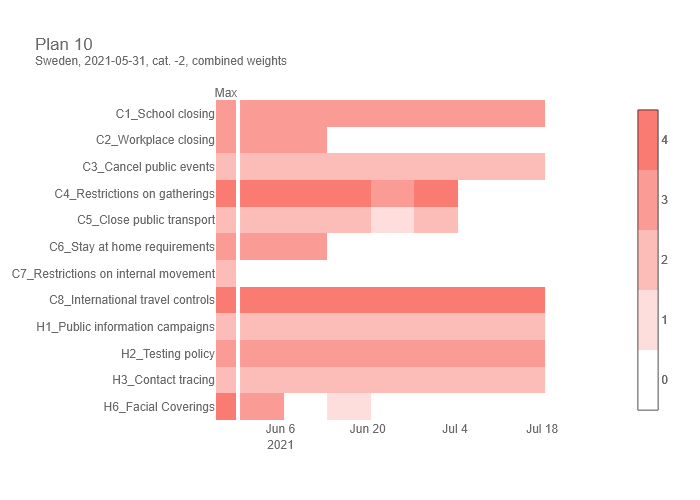 Plan 10
Sweden, 2021-05-31, cat. -2, combined weights
Max
C1_School closing
C2_Workplace closing
C3_Cancel public events
C4_Restrictions on gatherings
C5_Close public transport
C6_Stay at home requirements
C7_Restrictions on internal movement
C8_International travel controls
H1_Public information campaigns
H2_Testing policy
H3_Contact tracing
H6_Facial Coverings
Jun 6 Jun 20 Jul 4 Jul 18
2021
4
3
2
1
0